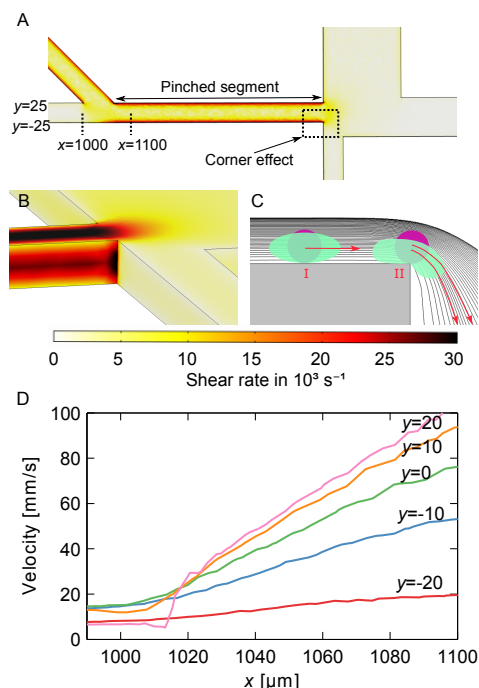 A
Pinched segment
y=25
y=-25
x=1000
x=1100
Corner effect
B
C
I
II
0
5
10
15
20
25
30
Shear rate in 10³ s⁻¹
D
100
80
60
40
20
0
Velocity [mm/s]
y=20
y=10
y=0
y=-10
y=-20
1000
1020
1040
1060
1080
1100
x [µm]